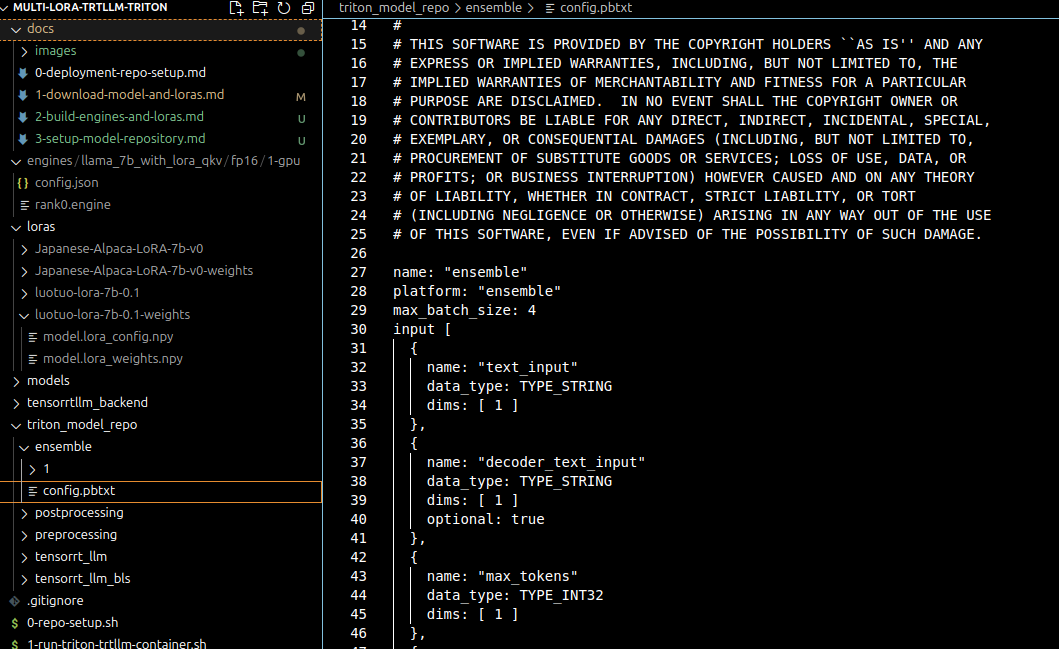 MULTI-LORA-TRTLLM-TRITON
docs
images
0-deployment-repo-setup.md
1-download-model-and-loras.md M
2-build-engines-and-loras.md U
3-setup-model-repository.md U
engines/llama_7b_with_lora_qkv/fp16/1-gpu
{} config.json
rank0.engine
loras
Japanese-Alpaca-LoRA-7b-v0
Japanese-Alpaca-LoRA-7b-v0-weights
luotuo-lora-7b-0.1
luotuo-lora-7b-0.1-weights
model.lora_config.npy
model.lora_weights.npy
models
tensorrtllm_backend
triton_model_repo
ensemble
1
config.pbtxt
postprocessing
preprocessing
tensorrt_llm
tensorrt_llm_bls
.gitignore
$ 0-repo-setup.sh
$ 1-run-triton-trtllm-container.sh
triton_model_repo > ensemble > config.pbtxt
14 #
15 # THIS SOFTWARE IS PROVIDED BY THE COPYRIGHT HOLDERS ``AS IS'' AND ANY
16 # EXPRESS OR IMPLIED WARRANTIES, INCLUDING, BUT NOT LIMITED TO, THE
17 # IMPLIED WARRANTIES OF MERCHANTABILITY AND FITNESS FOR A PARTICULAR
18 # PURPOSE ARE DISCLAIMED.  IN NO EVENT SHALL THE COPYRIGHT OWNER OR
19 # CONTRIBUTORS BE LIABLE FOR ANY DIRECT, INDIRECT, INCIDENTAL, SPECIAL,
20 # EXEMPLARY, OR CONSEQUENTIAL DAMAGES (INCLUDING, BUT NOT LIMITED TO,
21 # PROCUREMENT OF SUBSTITUTE GOODS OR SERVICES; LOSS OF USE, DATA, OR
22 # PROFITS; OR BUSINESS INTERRUPTION) HOWEVER CAUSED AND ON ANY THEORY
23 # OF LIABILITY, WHETHER IN CONTRACT, STRICT LIABILITY, OR TORT
24 # (INCLUDING NEGLIGENCE OR OTHERWISE) ARISING IN ANY WAY OUT OF THE USE
25 # OF THIS SOFTWARE, EVEN IF ADVISED OF THE POSSIBILITY OF SUCH DAMAGE.
26
27 name: "ensemble"
28 platform: "ensemble"
29 max_batch_size: 4
30 input [
31   {
32     name: "text_input"
33     data_type: TYPE_STRING
34     dims: [ 1 ]
35   },
36   {
37     name: "decoder_text_input"
38     data_type: TYPE_STRING
39     dims: [ 1 ]
40     optional: true
41   },
42   {
43     name: "max_tokens"
44     data_type: TYPE_INT32
45     dims: [ 1 ]
46   },